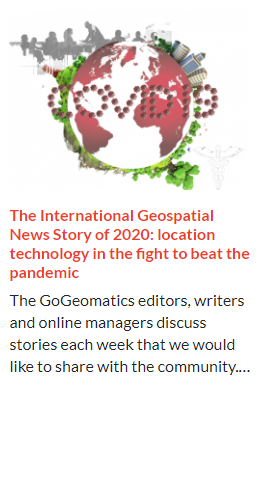 COVID
The International Geospatial
News Story of 2020: location
technology in the fight to beat the
pandemic
The GoGeomatics editors, writers
and online managers discuss
stories each week that we would
like to share with the community.…